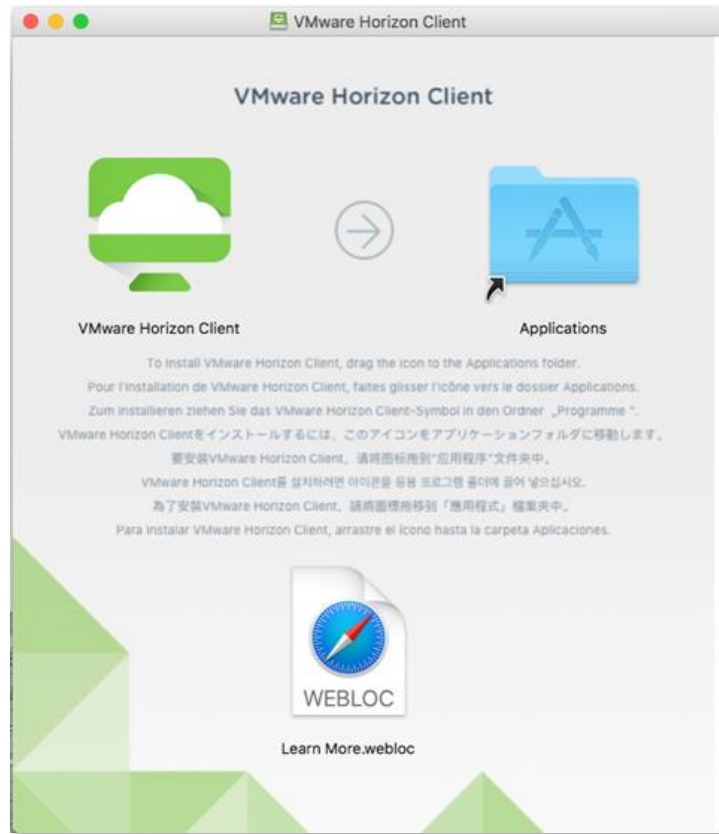 VMware Horizon Client
VMware Horizon Client
VMware Horizon Client
Applications
To install VMware Horizon Client, drag the icon to the Applications folder.
Pour l'installation de VMware Horizon Client, faites glisser l'icône vers le dossier Applications.
Zum Installieren ziehen Sie das VMware Horizon Client-Symbol in den Ordner „Programme “.
VMware Horizon Clientをインストールするには、このアイコンをアプリケーションフォルダに移動します。
要安装VMware Horizon Client，请将图标拖到“应用程序”文件夹中。
VMware Horizon Client를 설치하려면 아이콘을 응용 프로그램 폴더에 끌어 넣으십시오.
為了安裝VMware Horizon Client，請將圖標拖移到「應用程式」檔案夾中。
Para instalar VMware Horizon Client, arrastre el ícono hasta la carpeta Aplicaciones.
WEBLOC
Learn More.webloc